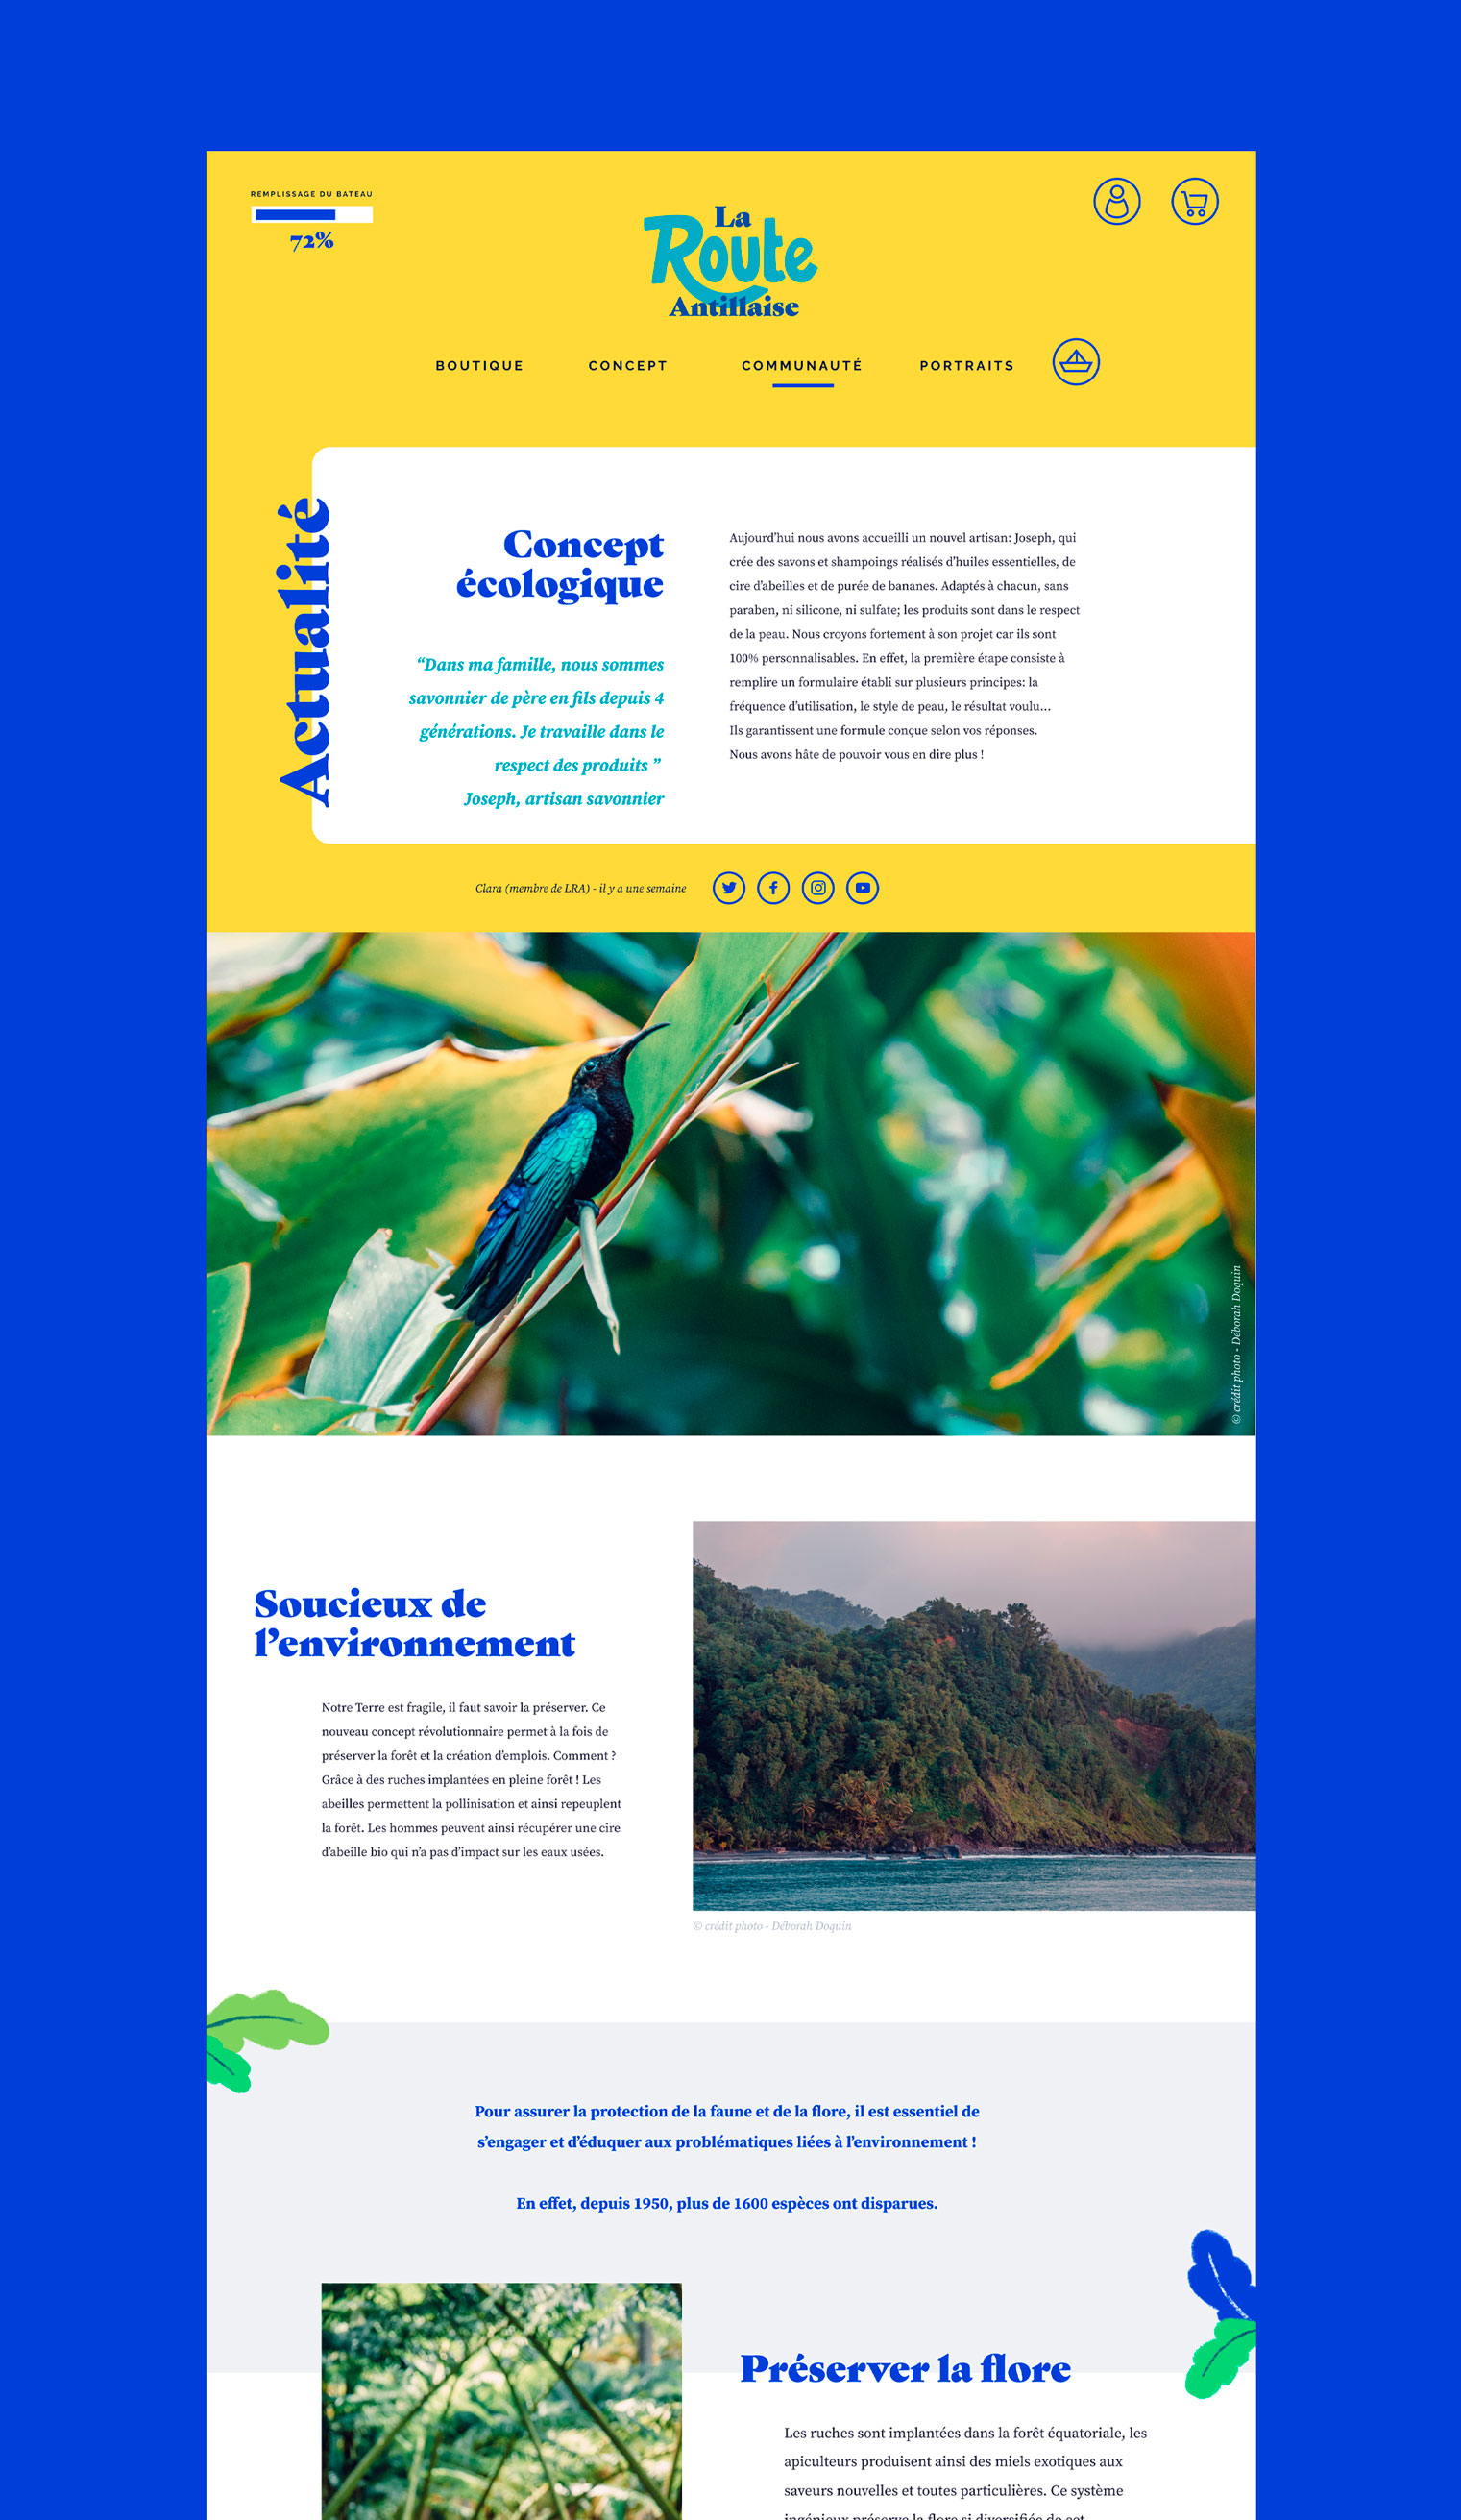 REMPLISSAGE DU BATEAU
72%
La
Route
Antillaise
BOUTIQUE
CONCEPT
COMMUNAUTÉ
PORTRAITS
Actualité
Concept
écologique
“Dans ma famille, nous sommes
savonnier de père en fils depuis 4
générations. Je travaille dans le
respect des produits ”
Joseph, artisan savonnier
Aujourd’hui nous avons accueilli un nouvel artisan: Joseph, qui
crée des savons et shampoings réalisés d’huiles essentielles, de
cire d’abeilles et de purée de bananes. Adaptés à chacun, sans
paraben, ni silicone, ni sulfate; les produits sont dans le respect
de la peau. Nous croyons fortement à son projet car ils sont
100% personnalisables. En effet, la première étape consiste à
remplire un formulaire établi sur plusieurs principes: la
fréquence d’utilisation, le style de peau, le résultat voulu...
Ils garantissent une formule conçue selon vos réponses.
Nous avons hâte de pouvoir vous en dire plus !
Clara (membre de LRA) - il y a une semaine
© crédit photo - Déborah Doquin
Soucieux de
l’environnement
Notre Terre est fragile, il faut savoir la préserver. Ce
nouveau concept révolutionnaire permet à la fois de
préserver la forêt et la création d’emplois. Comment ?
Grâce à des ruches implantées en pleine forêt ! Les
abeilles permettent la pollinisation et ainsi repeuplent
la forêt. Les hommes peuvent ainsi récupérer une cire
d’abeille bio qui n’a pas d’impact sur les eaux usées.
© crédit photo - Déborah Doquin
Pour assurer la protection de la faune et de la flore, il est essentiel de
s’engager et d’éduquer aux problématiques liées à l’environnement !
En effet, depuis 1950, plus de 1600 espèces ont disparues.
Préserver la flore
Les ruches sont implantées dans la forêt équatoriale, les
apiculteurs produisent ainsi des miels exotiques aux
saveurs nouvelles et toutes particulières. Ce système
ingénieux préserve la flore si diversifiée de cet